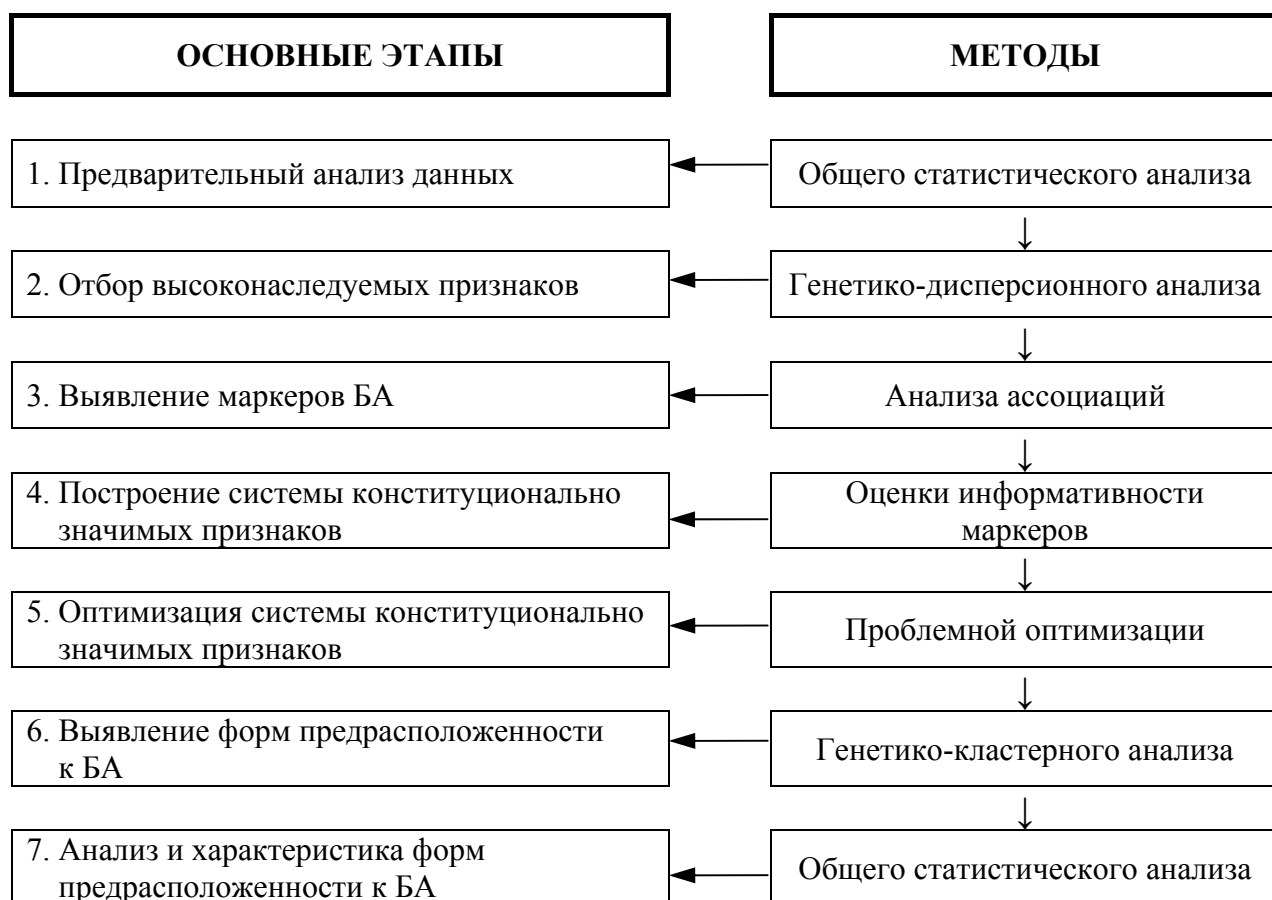 ОСНОВНЫЕ ЭТАПЫ
МЕТОДЫ
1. Предварительный анализ данных
Общего статистического анализа
2. Отбор высоконаследуемых признаков
Генетико-дисперсионного анализа
3. Выявление маркеров БА
Анализа ассоциаций
4. Построение системы конституционально
значимых признаков
Оценки информативности
маркеров
5. Оптимизация системы конституционально
значимых признаков
Проблемной оптимизации
6. Выявление форм предрасположенности
к БА
Генетико-кластерного анализа
7. Анализ и характеристика форм
предрасположенности к БА
Общего статистического анализа